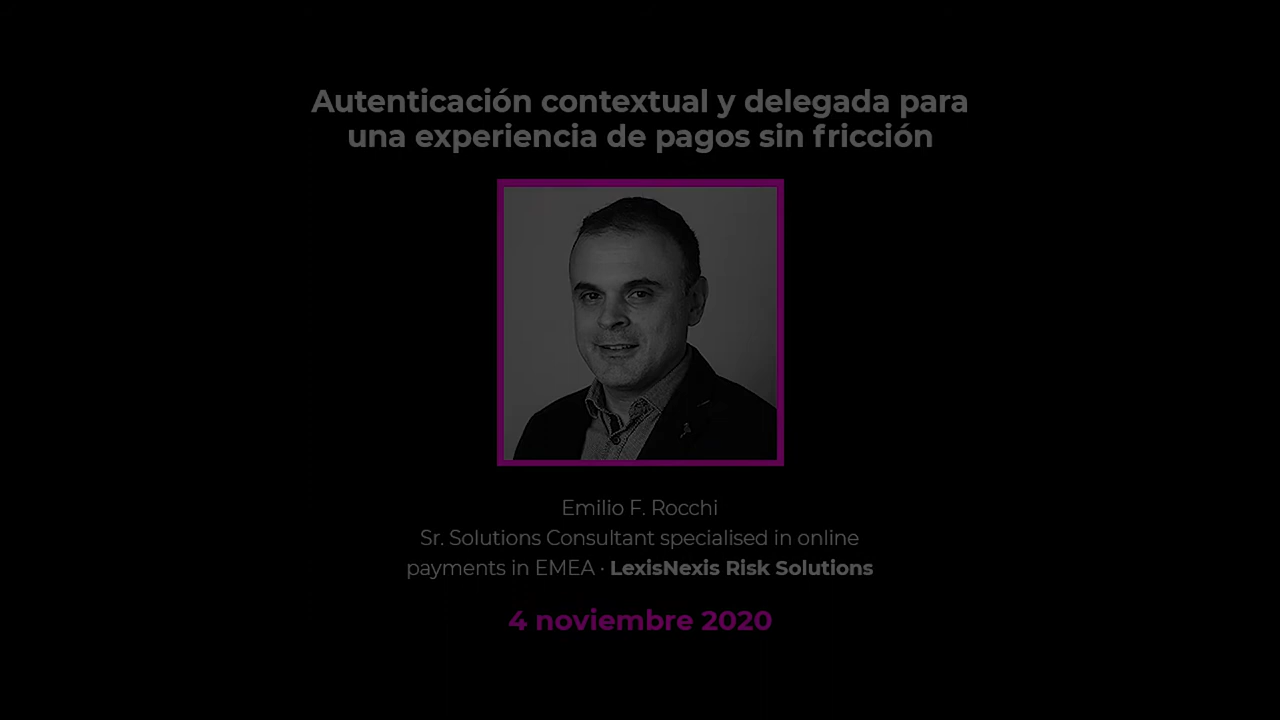 Autenticación contextual y delegada para
una experiencia de pagos sin fricción
Emilio F. Rocchi
Sr. Solutions Consultant specialised in online
payments in EMEA · LexisNexis Risk Solutions
4 noviembre 2020